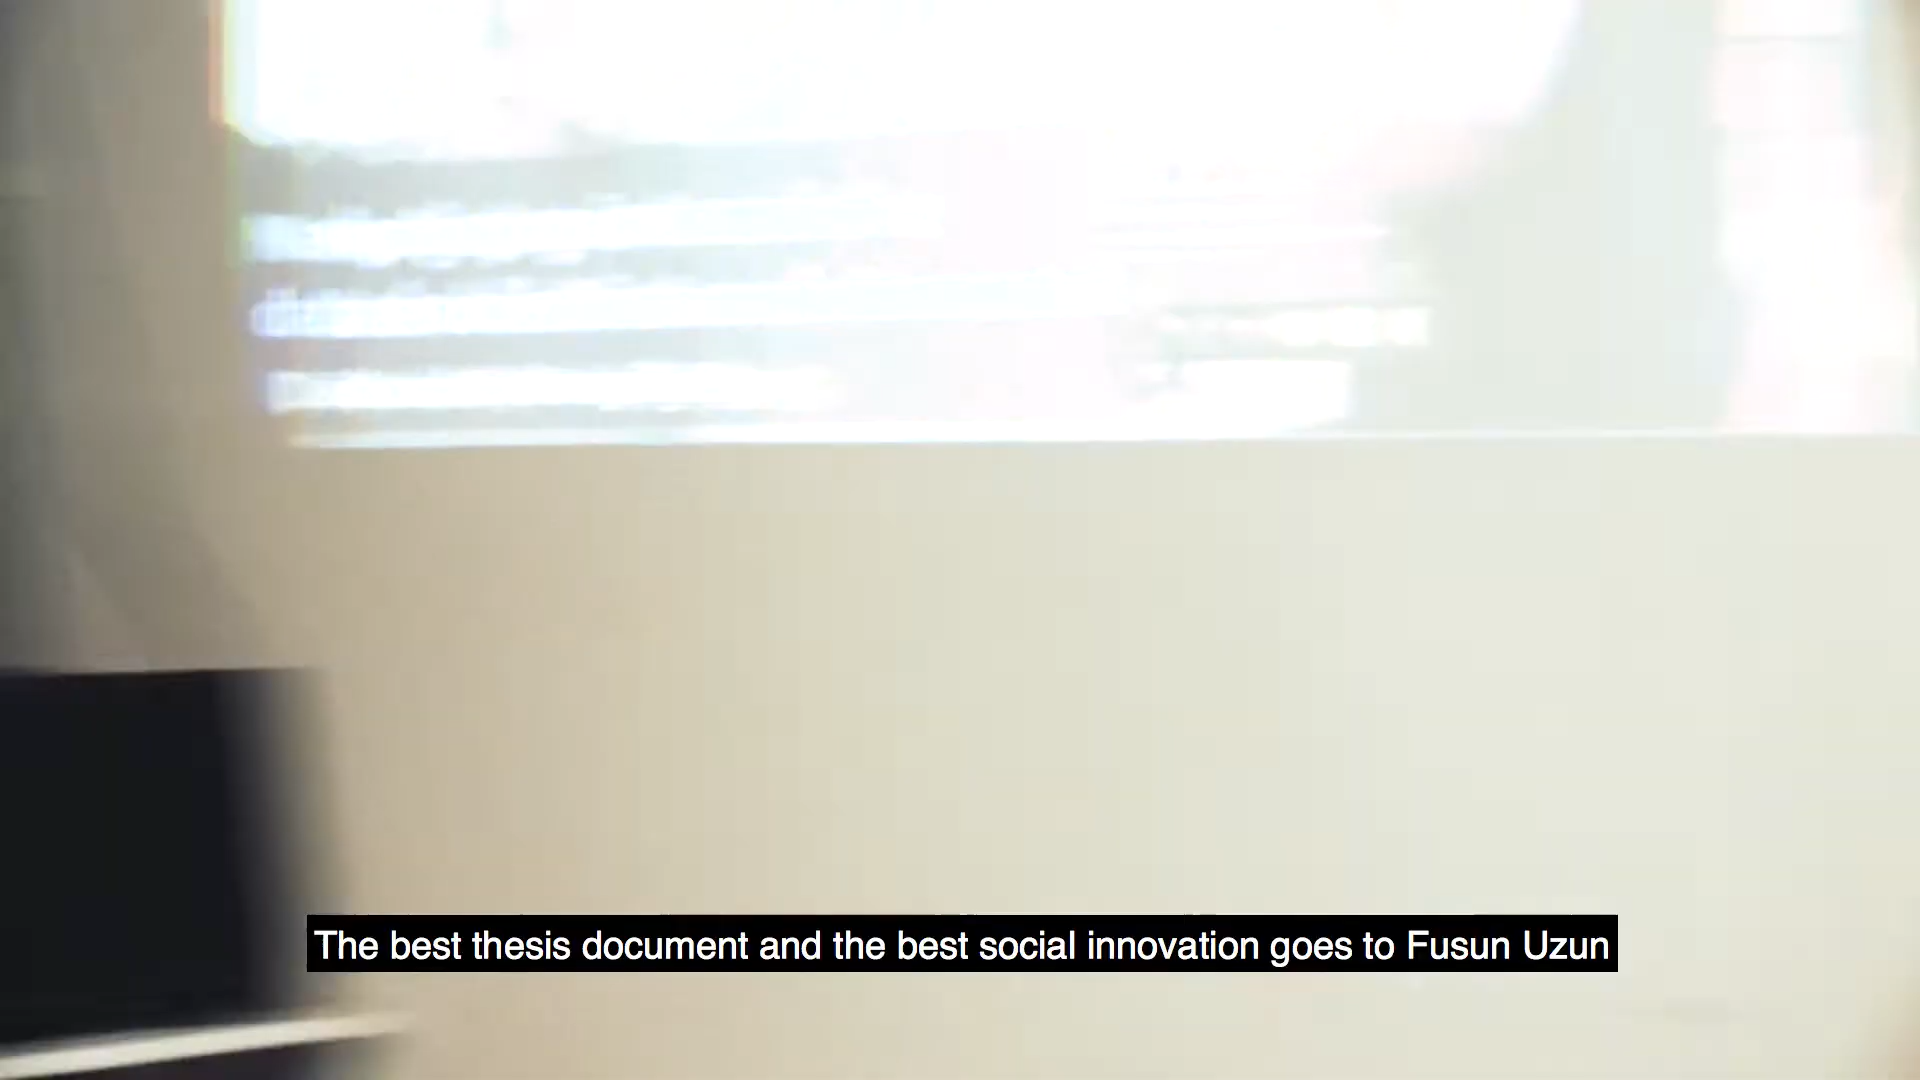 The best thesis document and the best social innovation goes to Fusun Uzun